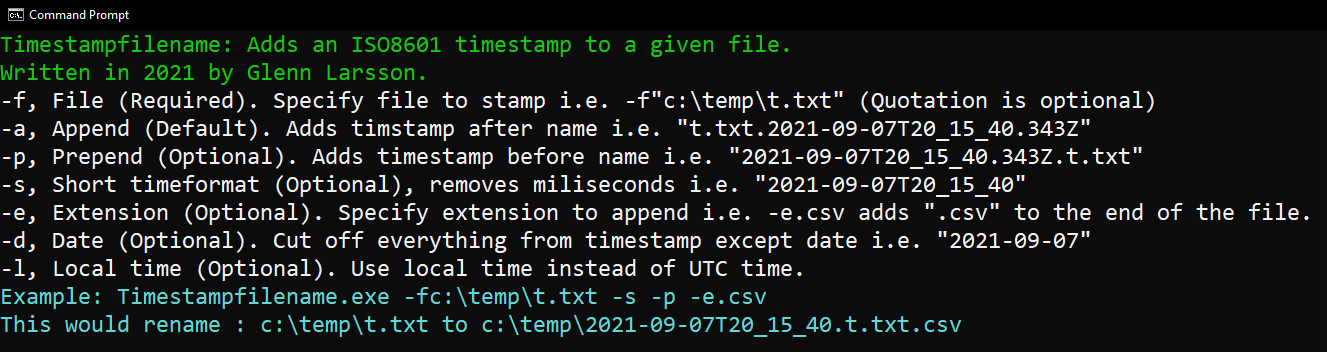 Command Prompt
Timestampfilename: Adds an ISO8601 timestamp to a given file.
Written in 2021 by Glenn Larsson.
-f, File (Required). Specify file to stamp i.e. -f"c:\temp\t.txt" (Quotation is optional)
-a, Append (Default). Adds timstamp after name i.e. "t.txt.2021-09-07T20_15_40.343Z"
-p, Prepend (Optional). Adds timestamp before name i.e. "2021-09-07T20_15_40.343Z.t.txt"
-s, Short timeformat (Optional), removes miliseconds i.e. "2021-09-07T20_15_40"
-e, Extension (Optional). Specify extension to append i.e. -e.csv adds ".csv" to the end of the file.
-d, Date (Optional). Cut off everything from timestamp except date i.e. "2021-09-07"
-l, Local time (Optional). Use local time instead of UTC time.
Example: Timestampfilename.exe -fc:\temp\t.txt -s -p -e.csv
This would rename : c:\temp\t.txt to c:\temp\2021-09-07T20_15_40.t.txt.csv